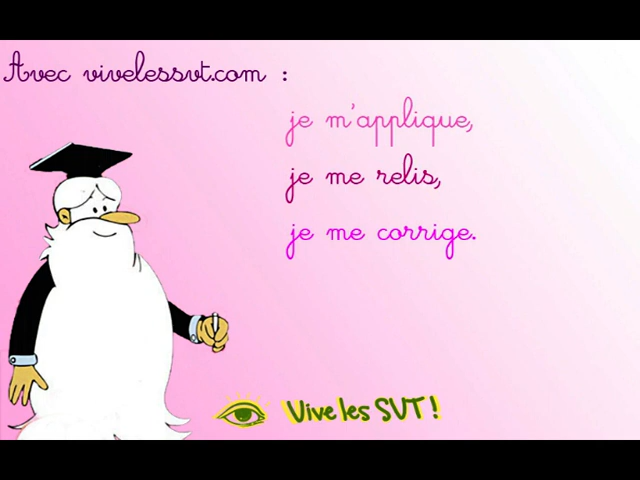 Avec vivelessvt.com :
je m'applique,
je me relis,
je me corrige.
Vive les SVT !